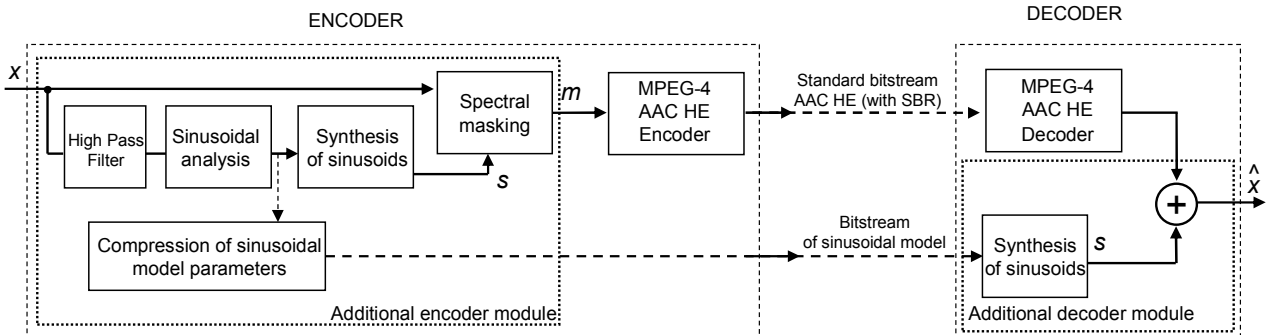 ENCODER
DECODER
x
High Pass
Filter
Sinusoidal
analysis
Synthesis
of sinusoids
s
Spectral
masking
m
MPEG-4
AAC HE
Encoder
Standard bitstream
AAC HE (with SBR)
MPEG-4
AAC HE
Decoder
Compression of sinusoidal
model parameters
Additional encoder module
Bitstream
of sinusoidal model
Synthesis
of sinusoids
s
+
x̂
Additional decoder module